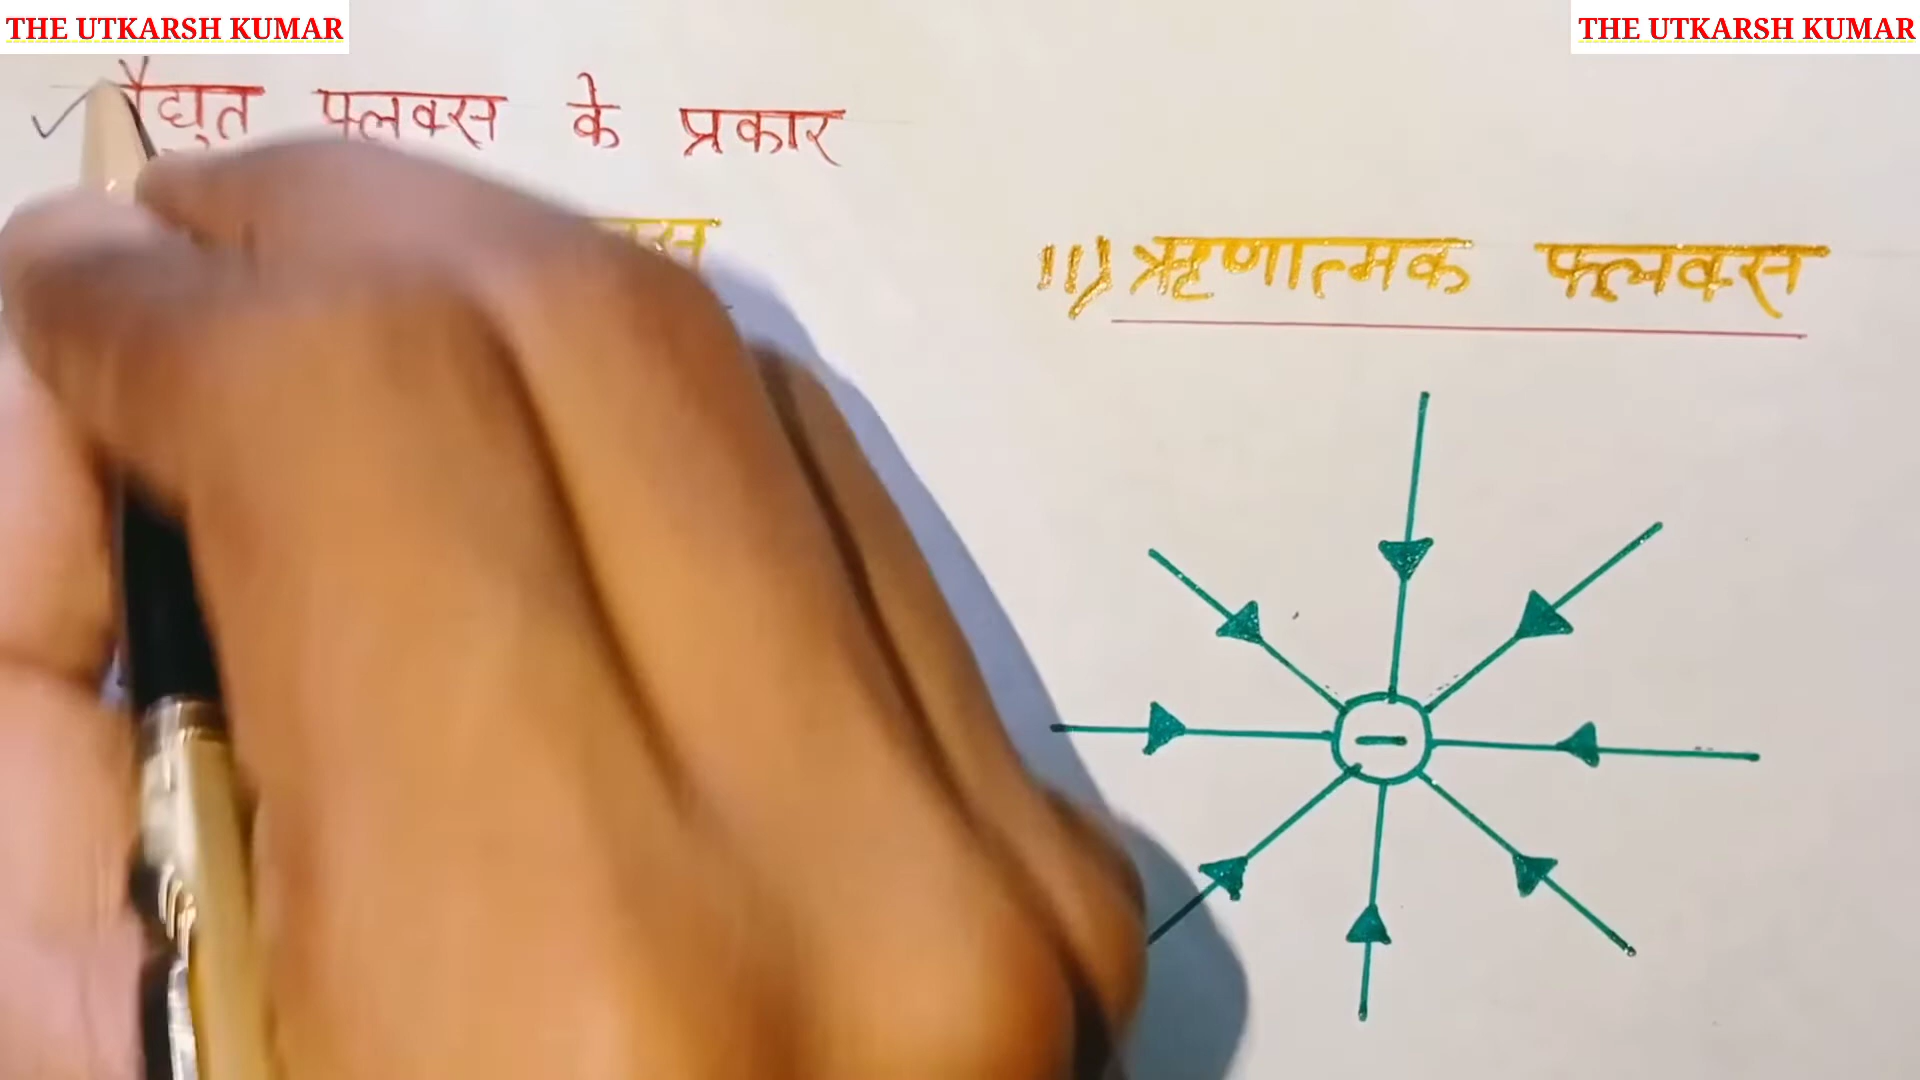 THE UTKARSH KUMAR
THE UTKARSH KUMAR
वैद्युत फ्लक्स के प्रकार
ii) ऋणात्मक फ्लक्स
−